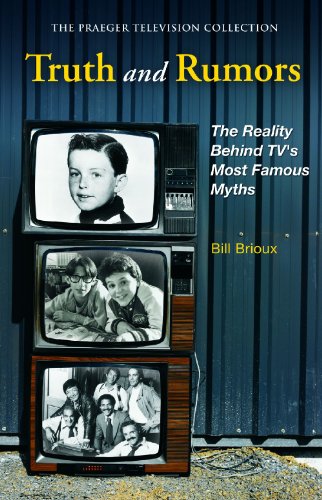 THE PRAEGER TELEVISION COLLECTION
Truth and Rumors
The Reality
Behind TV's
Most Famous
Myths
Bill Brioux